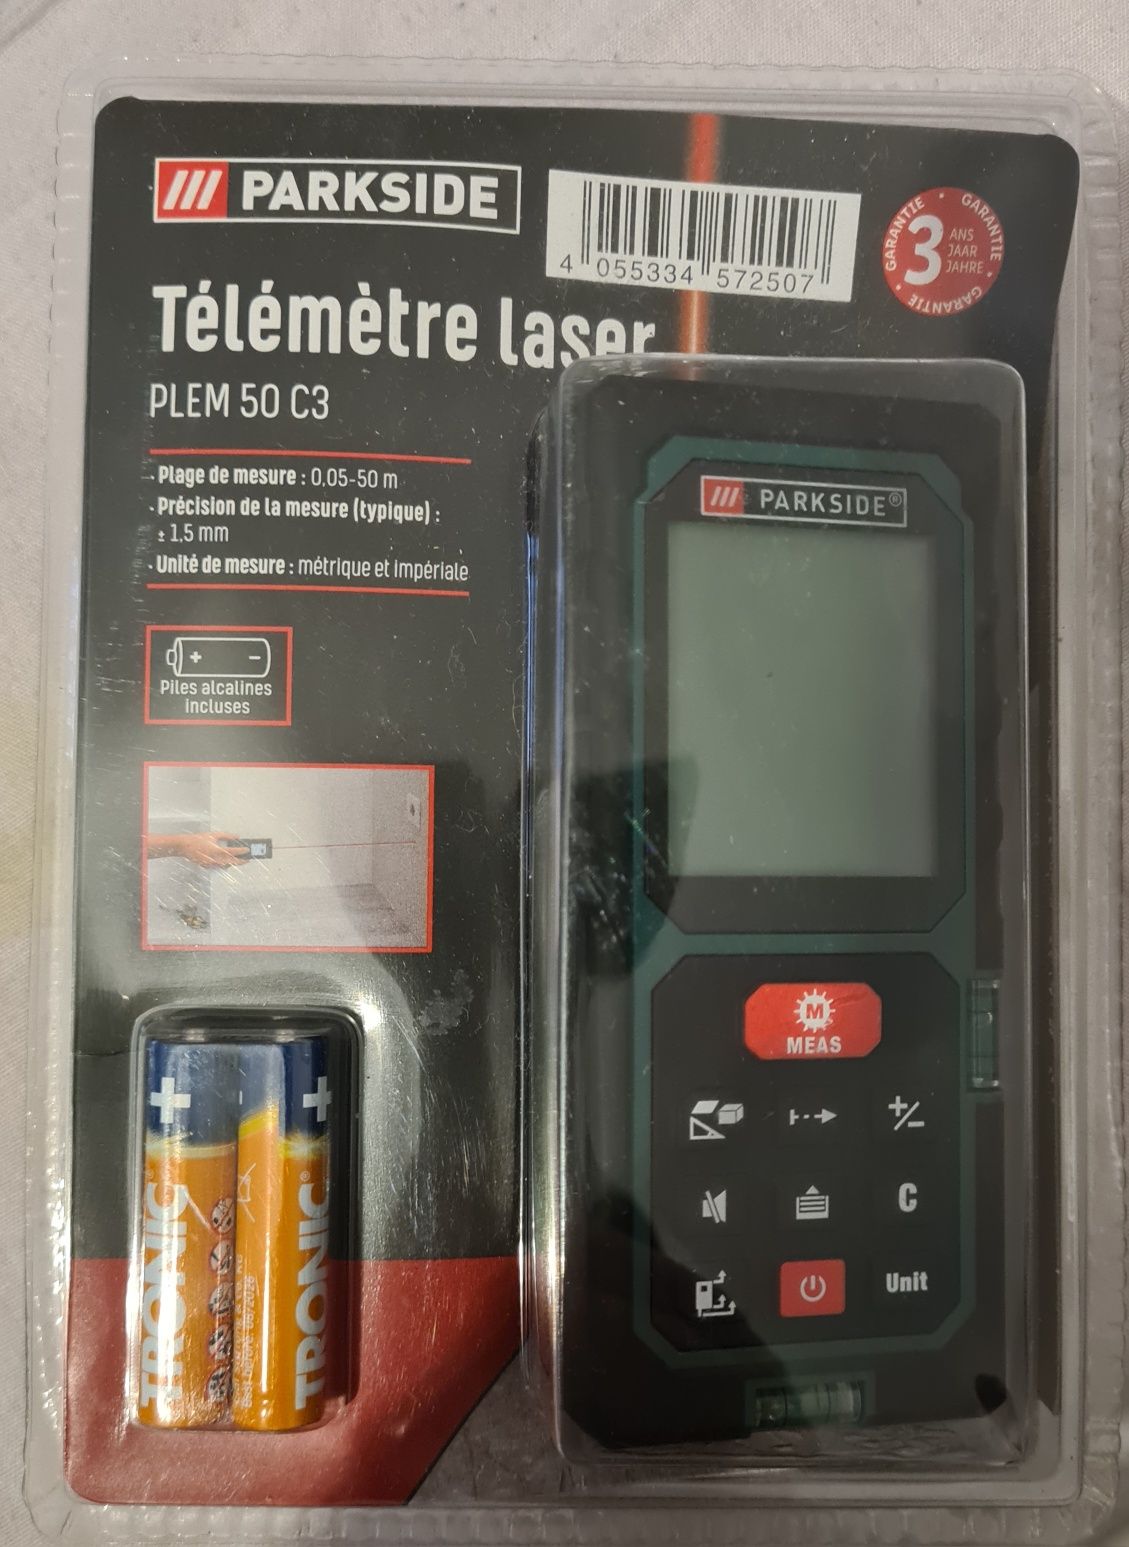 PARKSIDE
4 055334 572507
GARANTIE GARANTIE GARANTIE
3
ANS
JAAR
JAHRE
Télémètre laser
PLEM 50 C3
· Plage de mesure : 0.05-50 m
· Précision de la mesure (typique) :
± 1.5 mm
· Unité de mesure : métrique et impériale
+ −
Piles alcalines
incluses
PARKSIDE®
M
MEAS
+/−
C
Unit
+ +
TRONIC®
TRONIC®